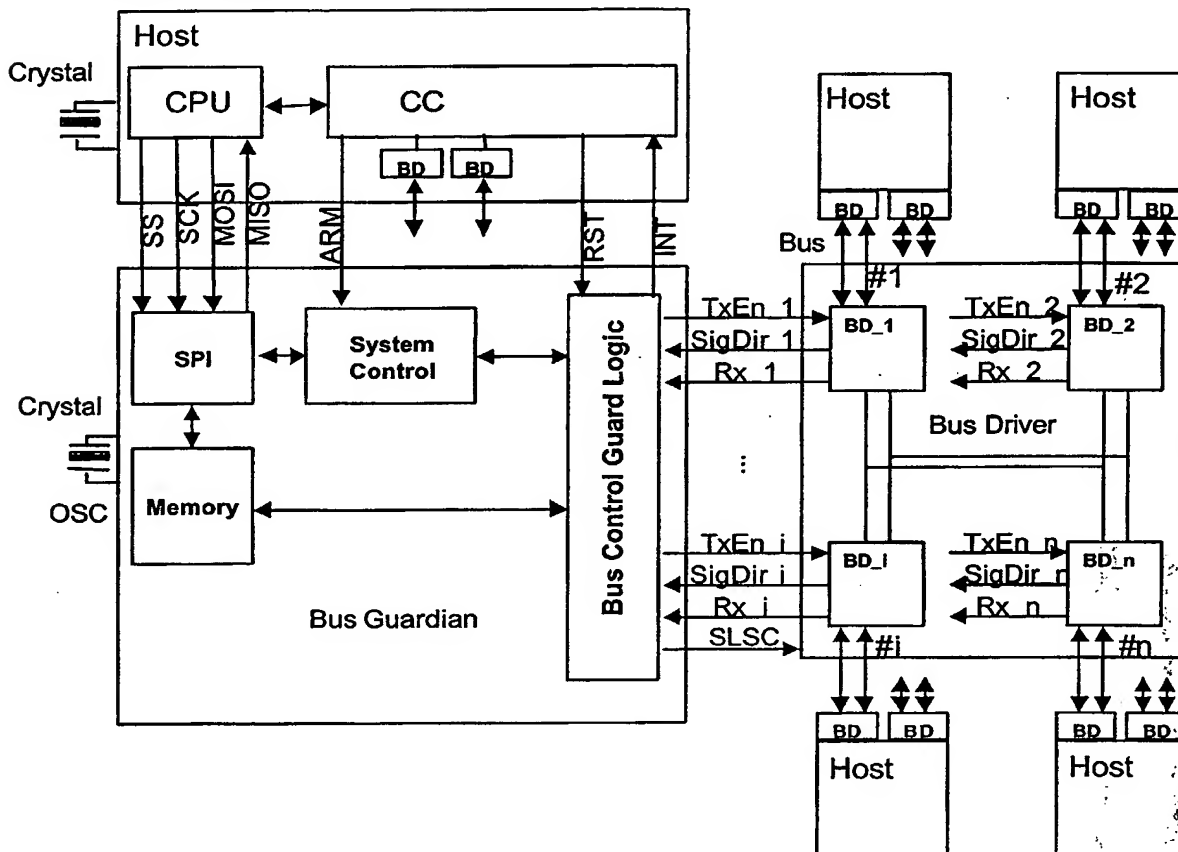 Host
Crystal
CPU
CC
BD
BD
SS
SCK
MOSI
MISO
ARM
RST
INT
Host
Host
BD
BD
BD
BD
Bus
#1
#2
SPI
System
Control
Bus Control Guard Logic
TxEn_1
SigDir_1
Rx_1
BD_1
TxEn_2
SigDir_2
Rx_2
BD_2
Crystal
OSC
Memory
Bus Driver
...
Bus Guardian
TxEn_i
SigDir_i
Rx_i
SLSC
BD_i
TxEn_n
SigDir_n
Rx_n
BD_n
#i
#n
BD
BD
BD
BD
Host
Host